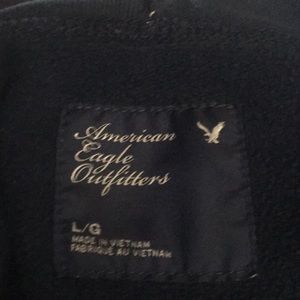 American
Eagle
Outfitters
L/G
MADE IN VIETNAM
FABRIQUÉ AU VIETNAM